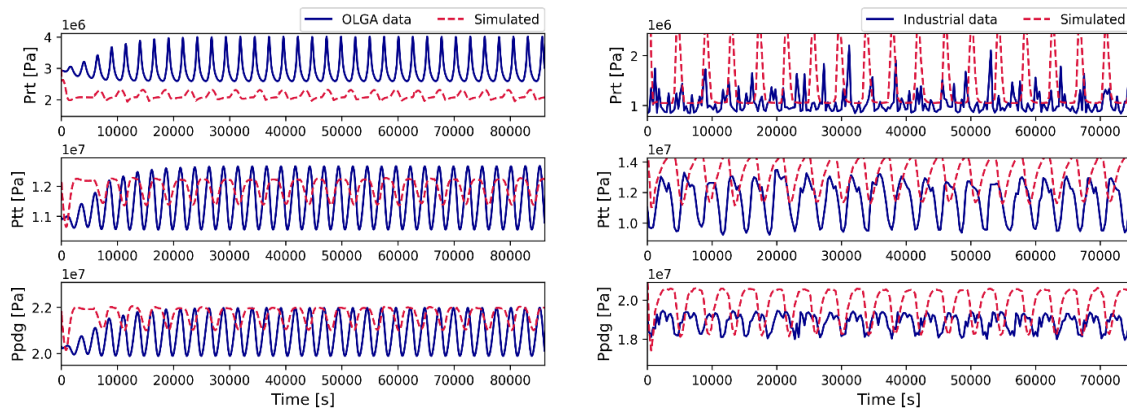 OLGA data Simulated
1e6
Prt [Pa]
4
3
2
0 10000 20000 30000 40000 50000 60000 70000 80000
1e7
Ptt [Pa]
1.2
1.1
0 10000 20000 30000 40000 50000 60000 70000 80000
1e7
Ppdg [Pa]
2.2
2.0
0 10000 20000 30000 40000 50000 60000 70000 80000
Time [s]
Industrial data Simulated
1e6
Prt [Pa]
2
1
0 10000 20000 30000 40000 50000 60000 70000
1e7
Ptt [Pa]
1.4
1.2
1.0
0 10000 20000 30000 40000 50000 60000 70000
1e7
Ppdg [Pa]
2.0
1.8
0 10000 20000 30000 40000 50000 60000 70000
Time [s]